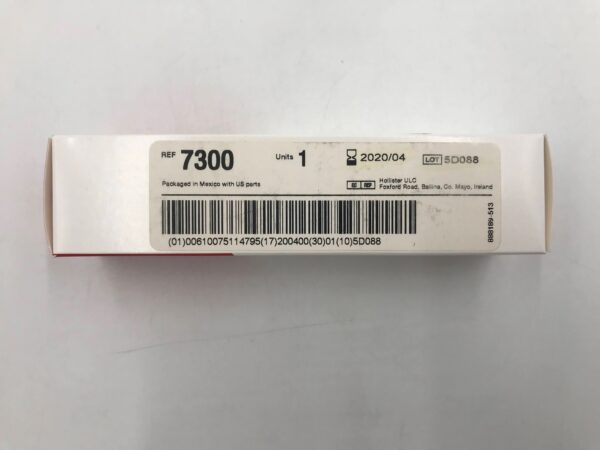 REF 7300 Units 1 2020/04 LOT 5D088
Packaged in Mexico with US parts
EC REP Hollister ULC
Foxford Road, Ballina, Co. Mayo, Ireland
(01)00610075114795(17)200400(30)01(10)5D088
888189-513